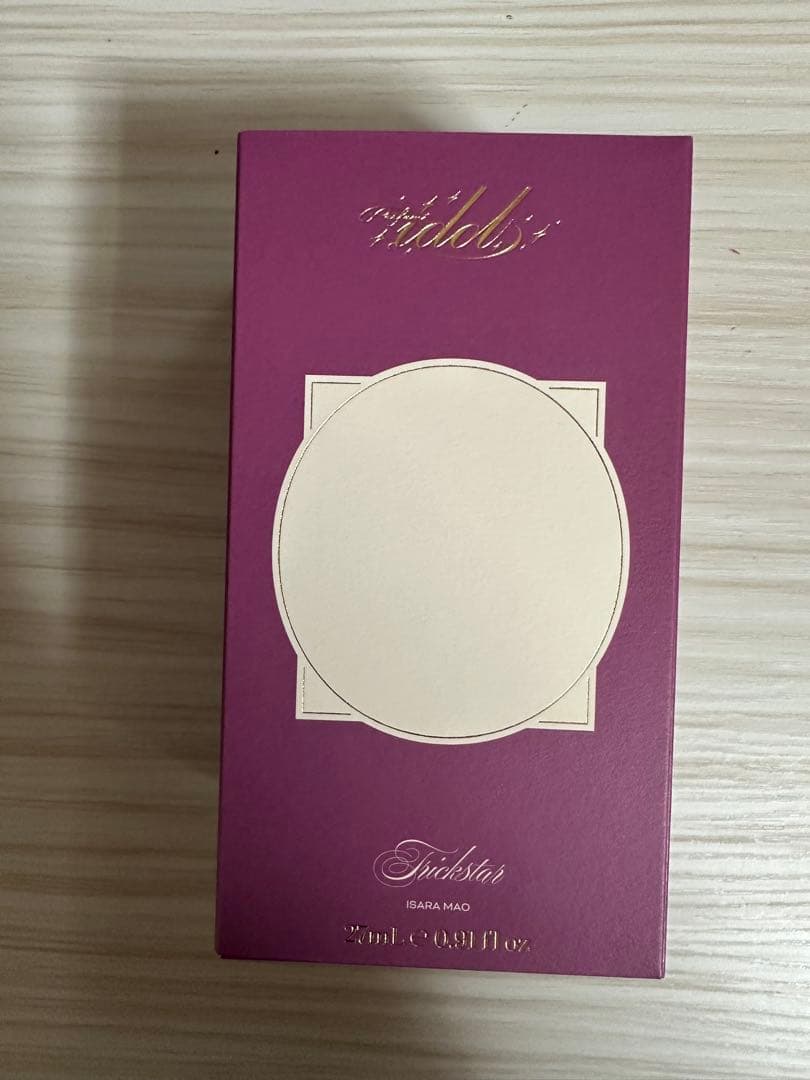 idol
Trickstar
ISARA MAO
27mL ℮ 0.91 fl oz.